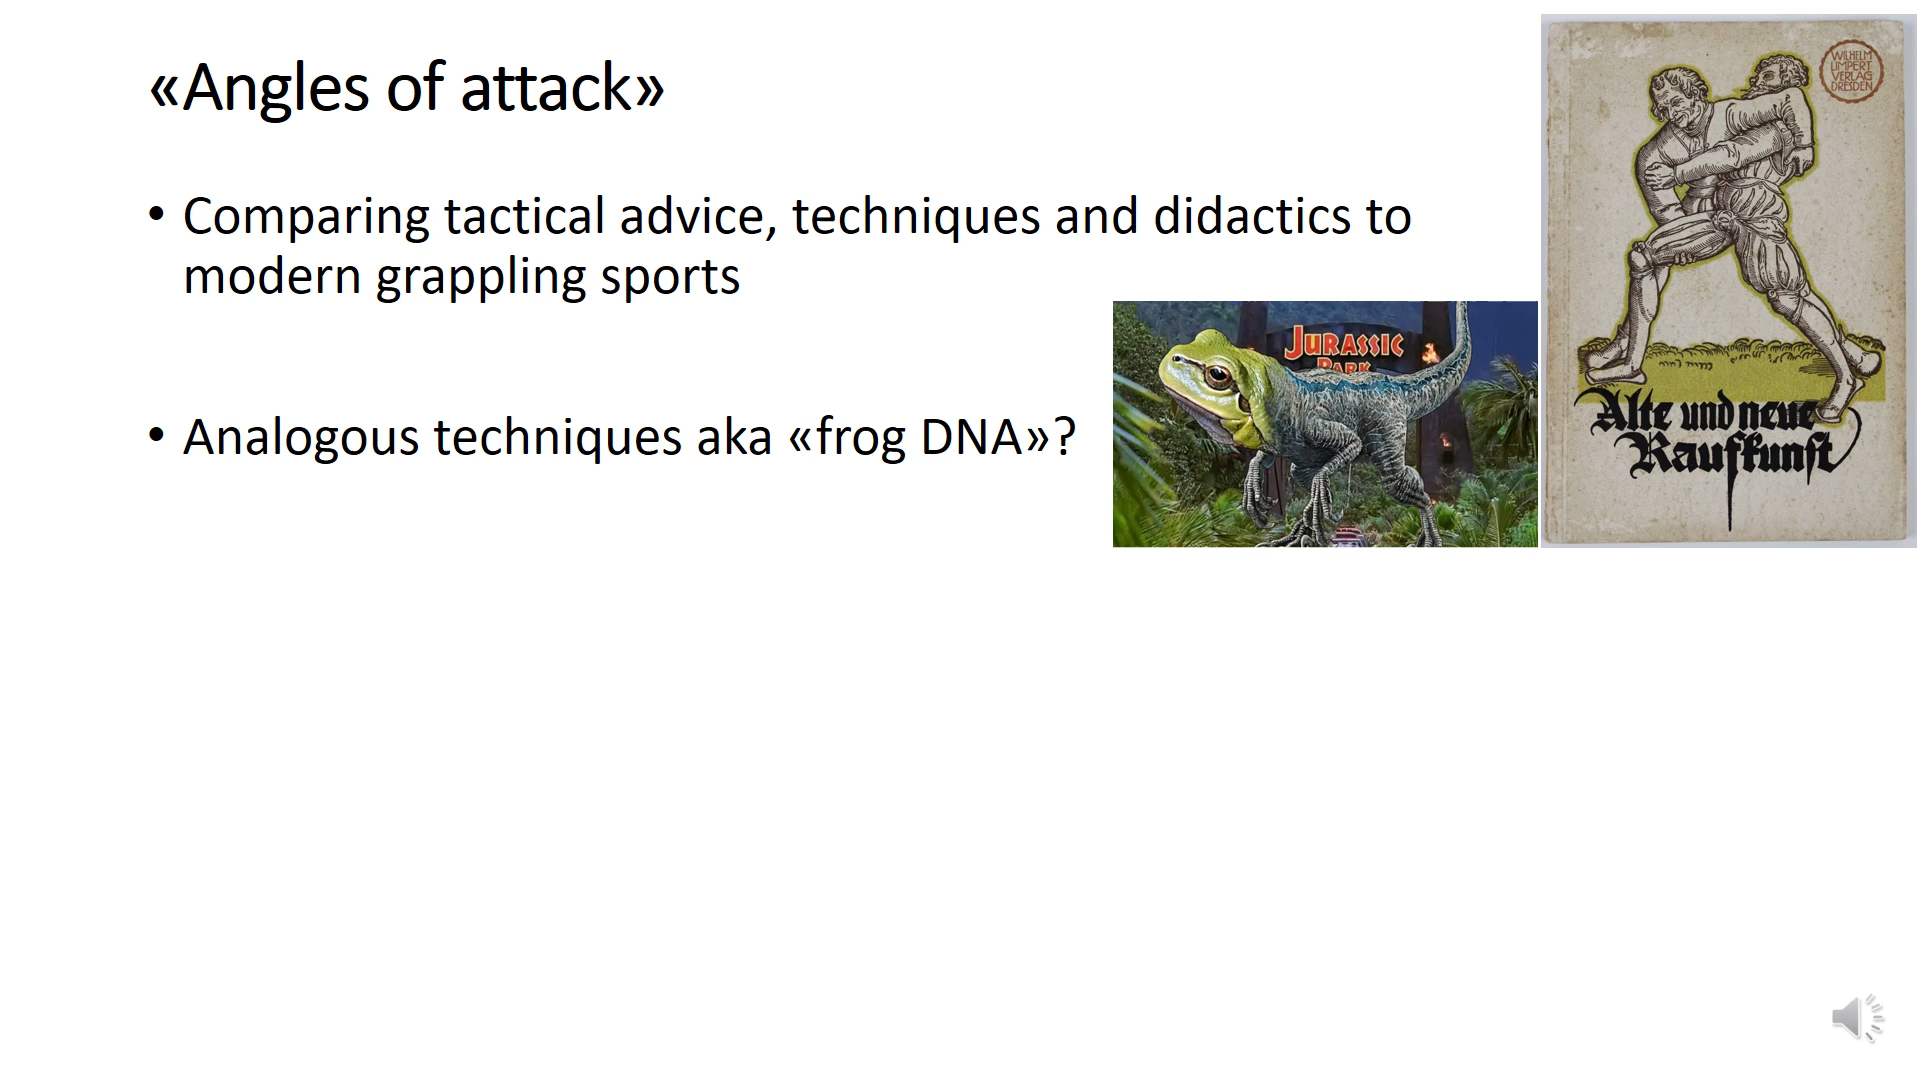 «Angles of attack»
• Comparing tactical advice, techniques and didactics to
modern grappling sports
• Analogous techniques aka «frog DNA»?
JURASSIC
PARK
WILHELM
LIMPERT
VERLAG
DRESDEN
Alte und neue
Raufkunst